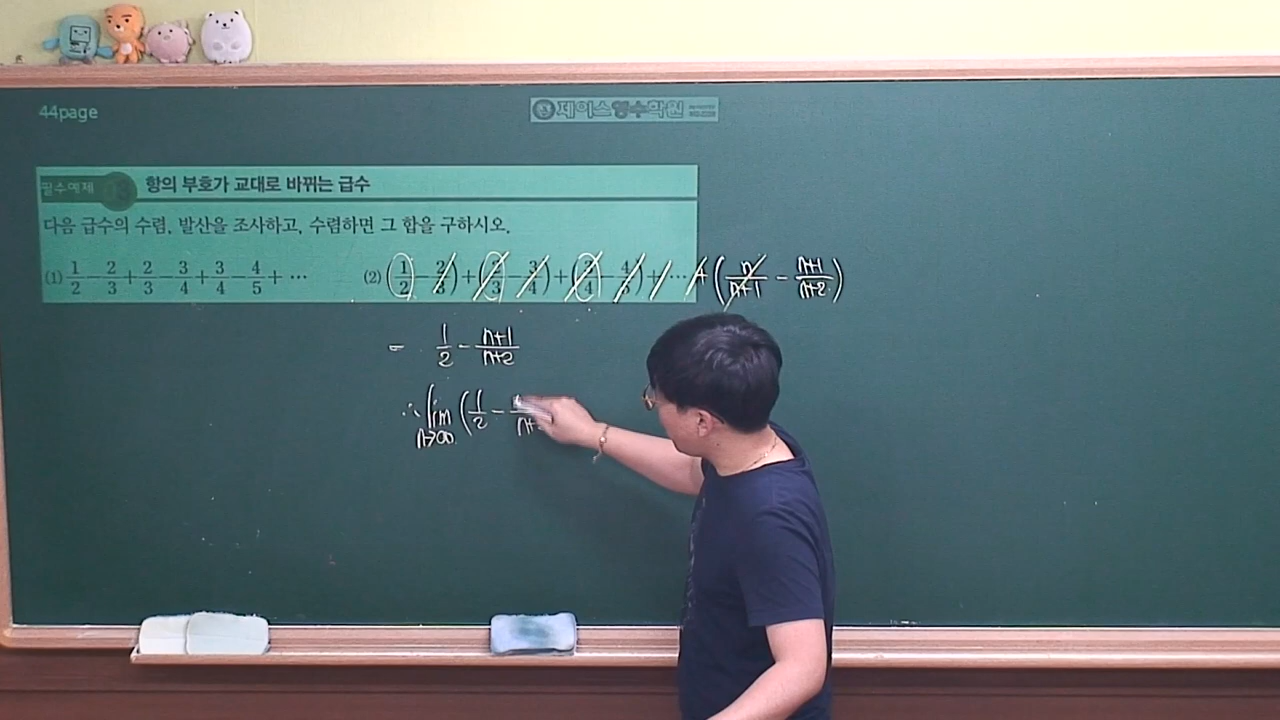 44page
제이스영수학원
필수예제 항의 부호가 교대로 바뀌는 급수
다음 급수의 수렴, 발산을 조사하고, 수렴하면 그 합을 구하시오.
(1) 1/2 - 2/3 + 2/3 - 3/4 + 3/4 - 4/5 + ⋯ (2) (1/2 - 2/3) + (2/3 - 3/4) + (3/4 - 4/5) + ⋯ + (n/n+1 - n+1/n+2)
= 1/2 - n+1/n+2
∴ lim n→∞ (1/2 -